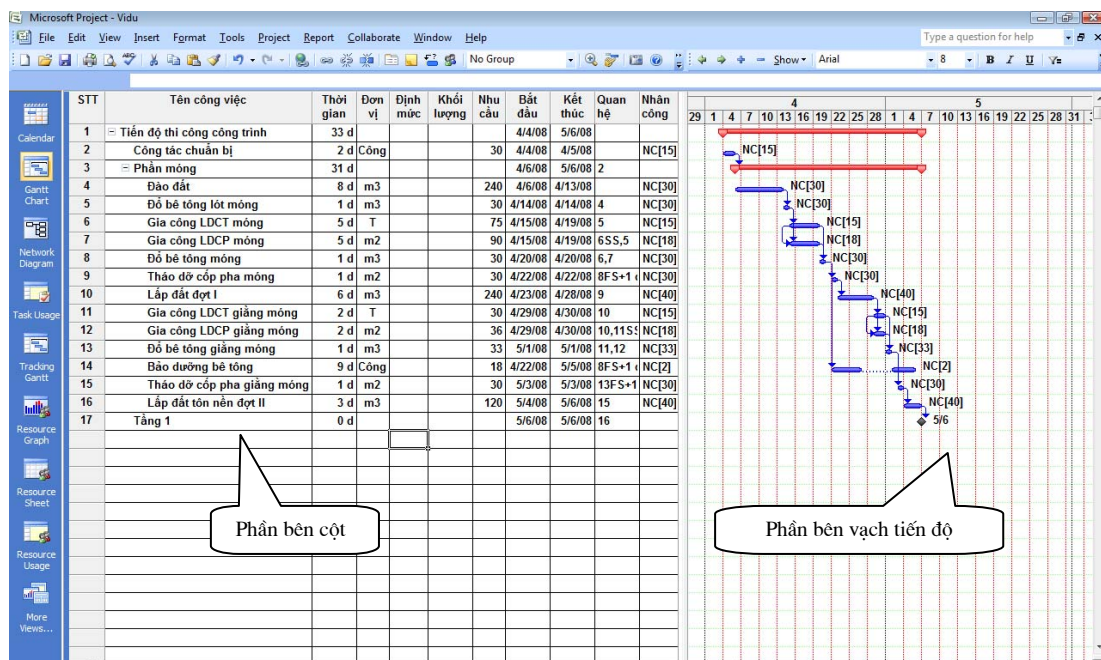 Microsoft Project - Vidu
File Edit View Insert Format Tools Project Report Collaborate Window Help Type a question for help
No Group Show Arial 8 B I U
Calendar
Gantt Chart
Network Diagram
Task Usage
Tracking Gantt
Resource Graph
Resource Sheet
Resource Usage
More Views...
STT Tên công việc Thời gian Đơn vị Định mức Khối lượng Nhu cầu Bắt đầu Kết thúc Quan hệ Nhân công
1 Tiến độ thi công công trình 33 d 4/4/08 5/6/08
2 Công tác chuẩn bị 2 d Công 30 4/4/08 4/5/08 NC[15]
3 Phần móng 31 d 4/6/08 5/6/08 2
4 Đào đất 8 d m3 240 4/6/08 4/13/08 NC[30]
5 Đổ bê tông lót móng 1 d m3 30 4/14/08 4/14/08 4 NC[30]
6 Gia công LDCT móng 5 d T 75 4/15/08 4/19/08 5 NC[15]
7 Gia công LDCP móng 5 d m2 90 4/15/08 4/19/08 6SS,5 NC[18]
8 Đổ bê tông móng 1 d m3 30 4/20/08 4/20/08 6,7 NC[30]
9 Tháo dỡ cốp pha móng 1 d m2 30 4/22/08 4/22/08 8FS+1 NC[30]
10 Lấp đất đợt I 6 d m3 240 4/23/08 4/28/08 9 NC[40]
11 Gia công LDCT giằng móng 2 d T 30 4/29/08 4/30/08 10 NC[15]
12 Gia công LDCP giằng móng 2 d m2 36 4/29/08 4/30/08 10,11SS NC[18]
13 Đổ bê tông giằng móng 1 d m3 33 5/1/08 5/1/08 11,12 NC[33]
14 Bảo dưỡng bê tông 9 d Công 18 4/22/08 5/5/08 8FS+1 NC[2]
15 Tháo dỡ cốp pha giằng móng 1 d m2 30 5/3/08 5/3/08 13FS+1 NC[30]
16 Lấp đất tôn nền đợt II 3 d m3 120 5/4/08 5/6/08 15 NC[40]
17 Tầng 1 0 d 5/6/08 5/6/08 16
4 5
29 1 4 7 10 13 16 19 22 25 28 1 4 7 10 13 16 19 22 25 28 31
NC[15]
NC[30]
NC[30]
NC[15]
NC[18]
NC[30]
NC[30]
NC[40]
NC[15]
NC[18]
NC[33]
NC[2]
NC[30]
NC[40]
5/6
Phần bên cột
Phần bên vạch tiến độ